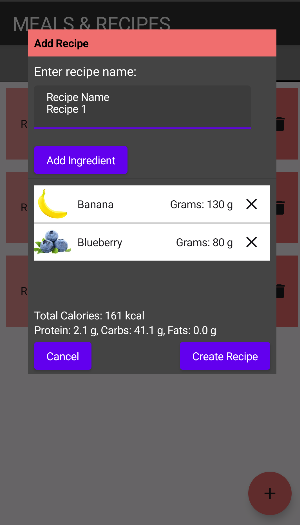 MEALS & RECIPES
Add Recipe
Enter recipe name:
Recipe Name
Recipe 1
Add Ingredient
Banana Grams: 130 g
Blueberry Grams: 80 g
Total Calories: 161 kcal
Protein: 2.1 g, Carbs: 41.1 g, Fats: 0.0 g
Cancel Create Recipe